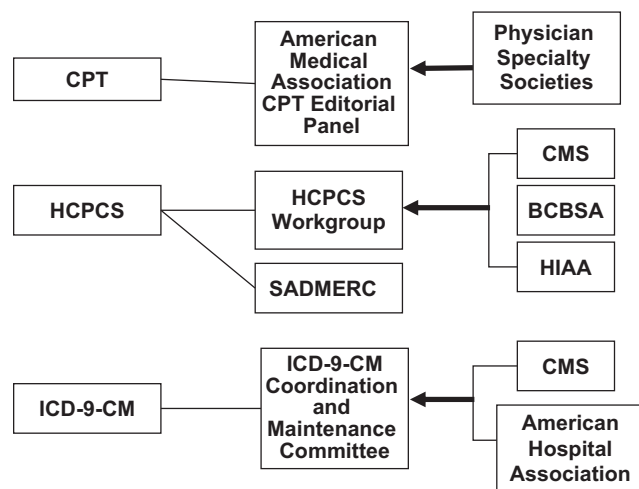 CPT
American
Medical
Association
CPT Editorial
Panel
Physician
Specialty
Societies
HCPCS
HCPCS
Workgroup
SADMERC
CMS
BCBSA
HIAA
ICD-9-CM
ICD-9-CM
Coordination
and
Maintenance
Committee
CMS
American
Hospital
Association